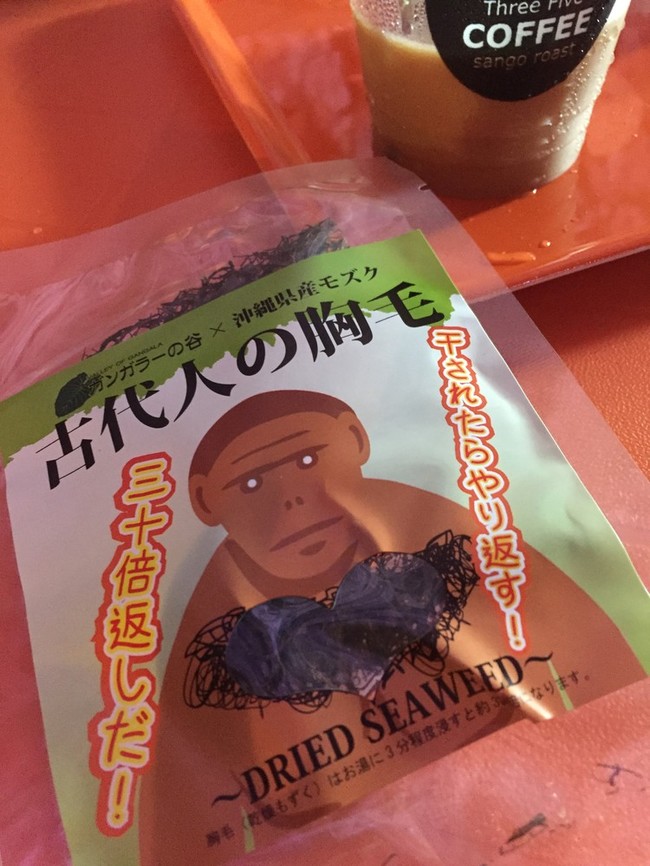 Three Five
COFFEE
sango roast
VALLEY OF GANGALA
ガンガラーの谷 × 沖縄県産モズク
古代人の胸毛
干されたらやり返す!
三十倍返しだ!
~DRIED SEAWEED~
胸毛(乾燥もずく)はお湯に3分程度浸すと約30倍になります。